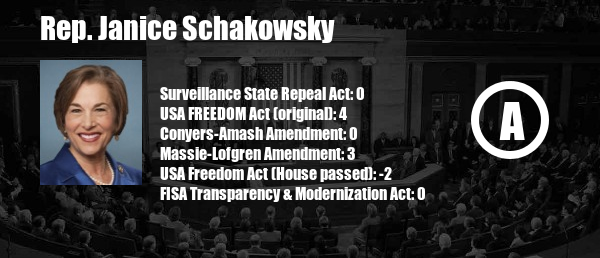 Rep. Janice Schakowsky
Surveillance State Repeal Act: 0
USA FREEDOM Act (original): 4
Conyers-Amash Amendment: 0
Massie-Lofgren Amendment: 3
USA Freedom Act (House passed): -2
FISA Transparency & Modernization Act: 0
A